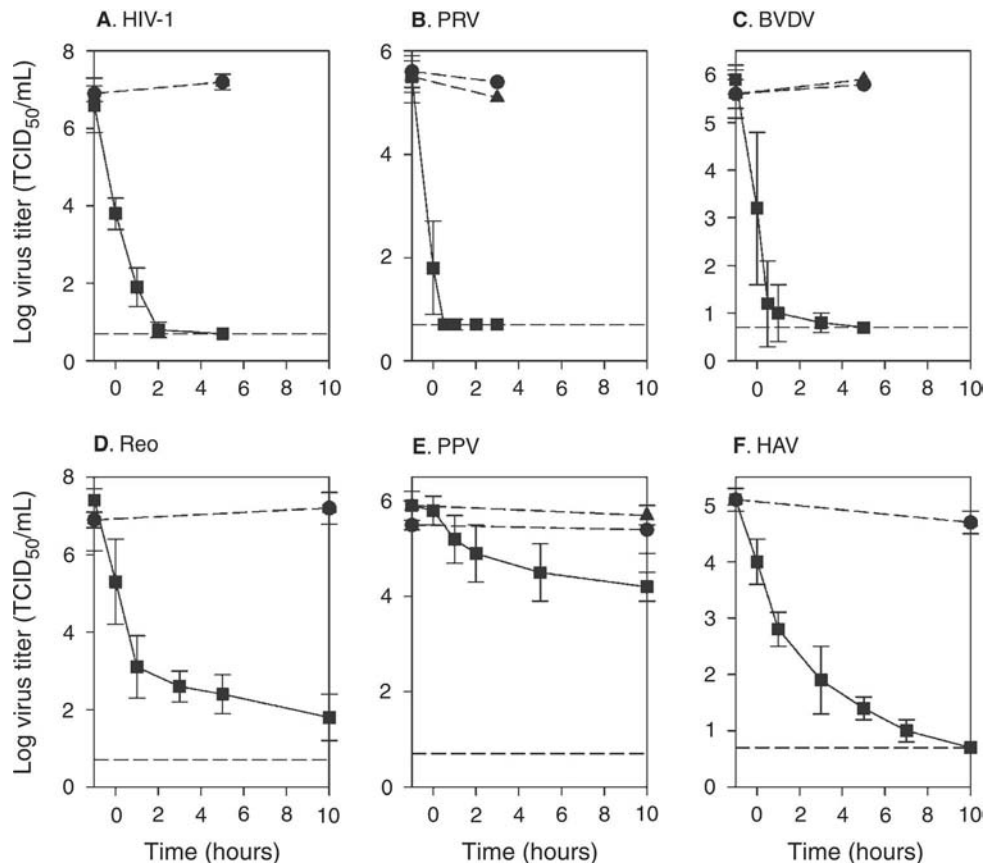 A. HIV-1
B. PRV
C. BVDV
Log virus titer (TCID50/mL)
8
6
4
2
0
0 2 4 6 8 10
6
4
2
0
0 2 4 6 8 10
6
5
4
3
2
1
0
0 2 4 6 8 10
D. Reo
E. PPV
F. HAV
Log virus titer (TCID50/mL)
8
6
4
2
0
0 2 4 6 8 10
Time (hours)
6
4
2
0
0 2 4 6 8 10
Time (hours)
5
4
3
2
1
0
0 2 4 6 8 10
Time (hours)